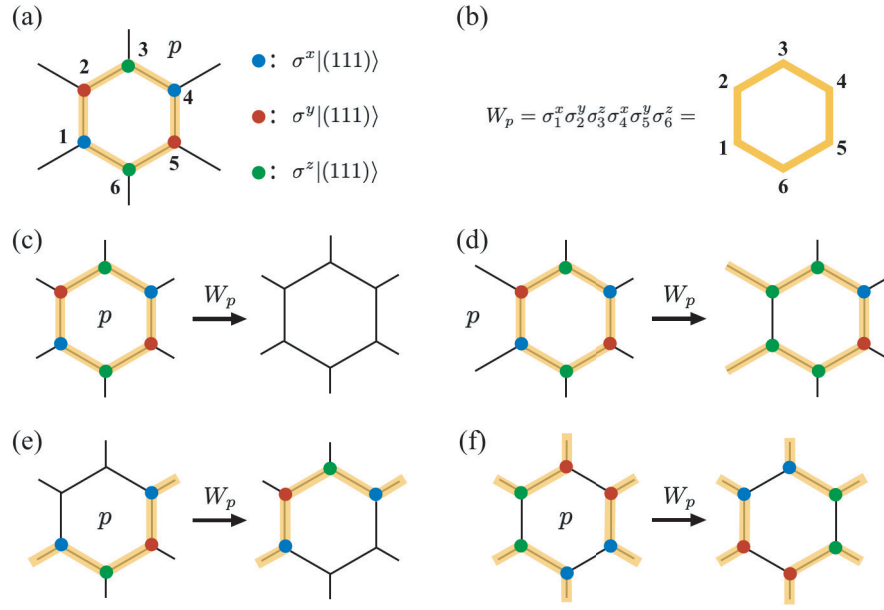 (a)
p
1
2
3
4
5
6
: σ^x|(111)⟩
: σ^y|(111)⟩
: σ^z|(111)⟩
(b)
W_p = σ_1^x σ_2^y σ_3^z σ_4^x σ_5^y σ_6^z =
1
2
3
4
5
6
(c)
p
W_p
(d)
p
W_p
(e)
p
W_p
(f)
p
W_p